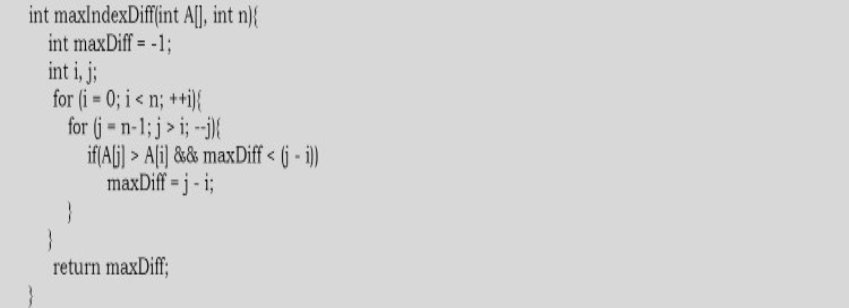 int maxIndexDiff(int A[], int n){
int maxDiff = -1;
int i, j;
for (i = 0; i < n; ++i){
for (j = n-1; j > i; --j){
if(A[j] > A[i] && maxDiff < (j - i))
maxDiff = j - i;
}
}
return maxDiff;
}